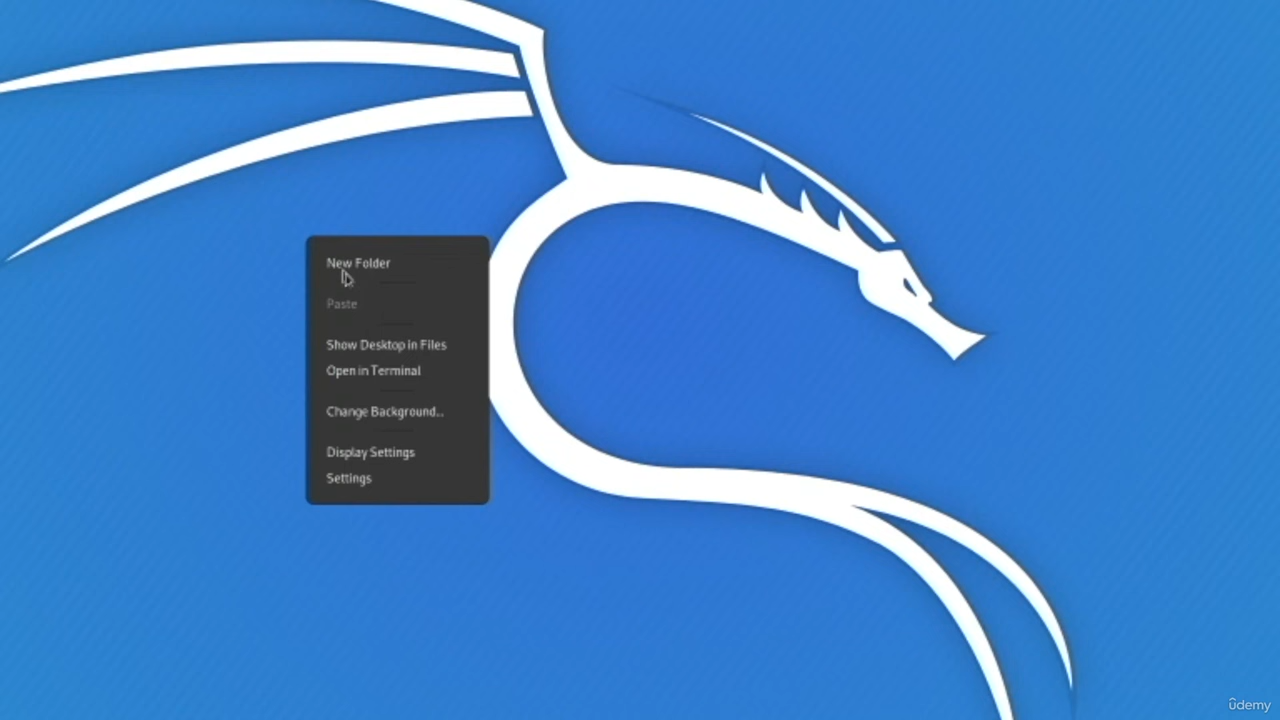 New Folder
Paste
Show Desktop in Files
Open in Terminal
Change Background...
Display Settings
Settings
ûdemy